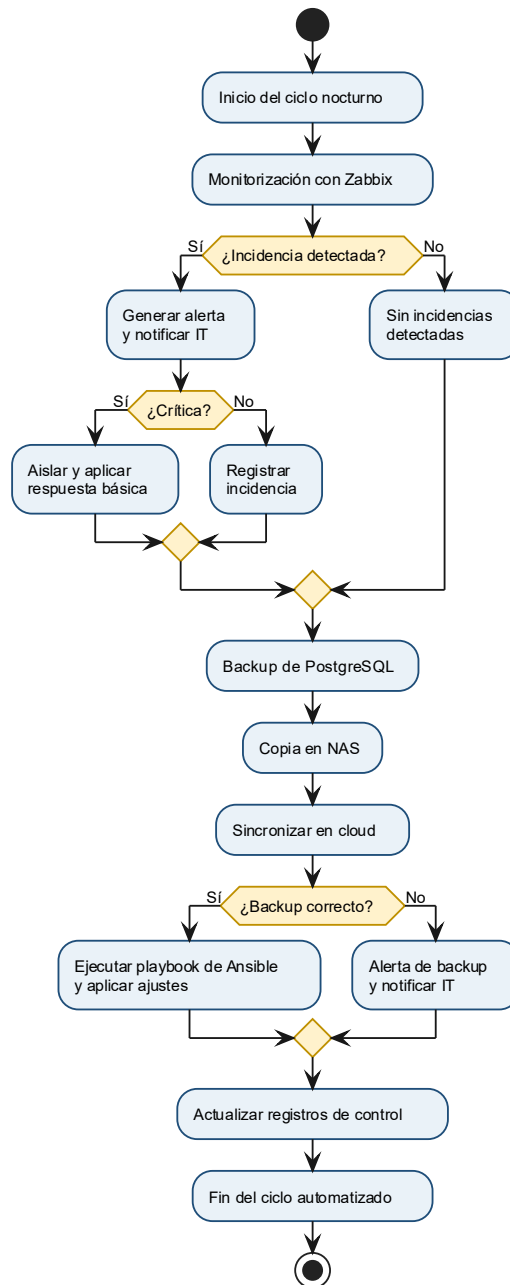 Inicio del ciclo nocturno
Monitorización con Zabbix
¿Incidencia detectada?
Sí
No
Generar alerta
y notificar IT
Sin incidencias
detectadas
¿Crítica?
Sí
No
Aislar y aplicar
respuesta básica
Registrar
incidencia
Backup de PostgreSQL
Copia en NAS
Sincronizar en cloud
¿Backup correcto?
Sí
No
Ejecutar playbook de Ansible
y aplicar ajustes
Alerta de backup
y notificar IT
Actualizar registros de control
Fin del ciclo automatizado